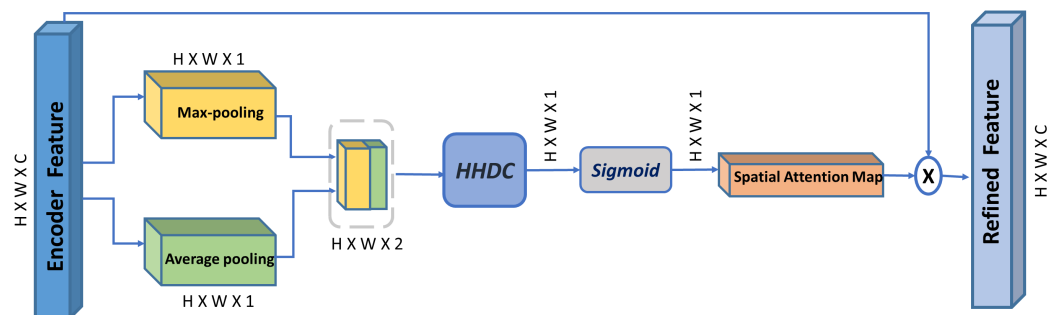 H X W X C
Encoder Feature
H X W X 1
Max-pooling
Average pooling
H X W X 1
H X W X 2
HHDC
H X W X 1
Sigmoid
H X W X 1
Spatial Attention Map
X
Refined Feature
H X W X C